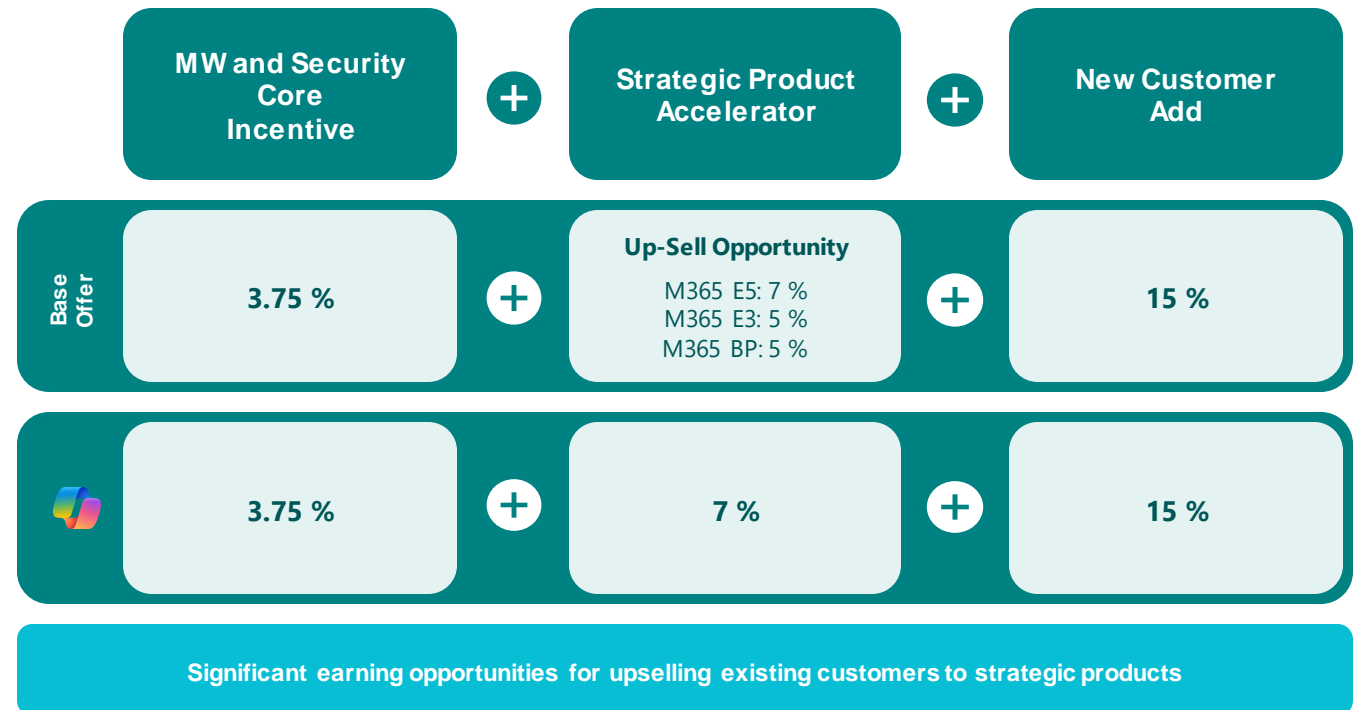 MW and Security
Core
Incentive
Strategic Product
Accelerator
New Customer
Add
Base
Offer
3.75 %
Up-Sell Opportunity
M365 E5: 7 %
M365 E3: 5 %
M365 BP: 5 %
15 %
3.75 %
7 %
15 %
Significant earning opportunities for upselling existing customers to strategic products